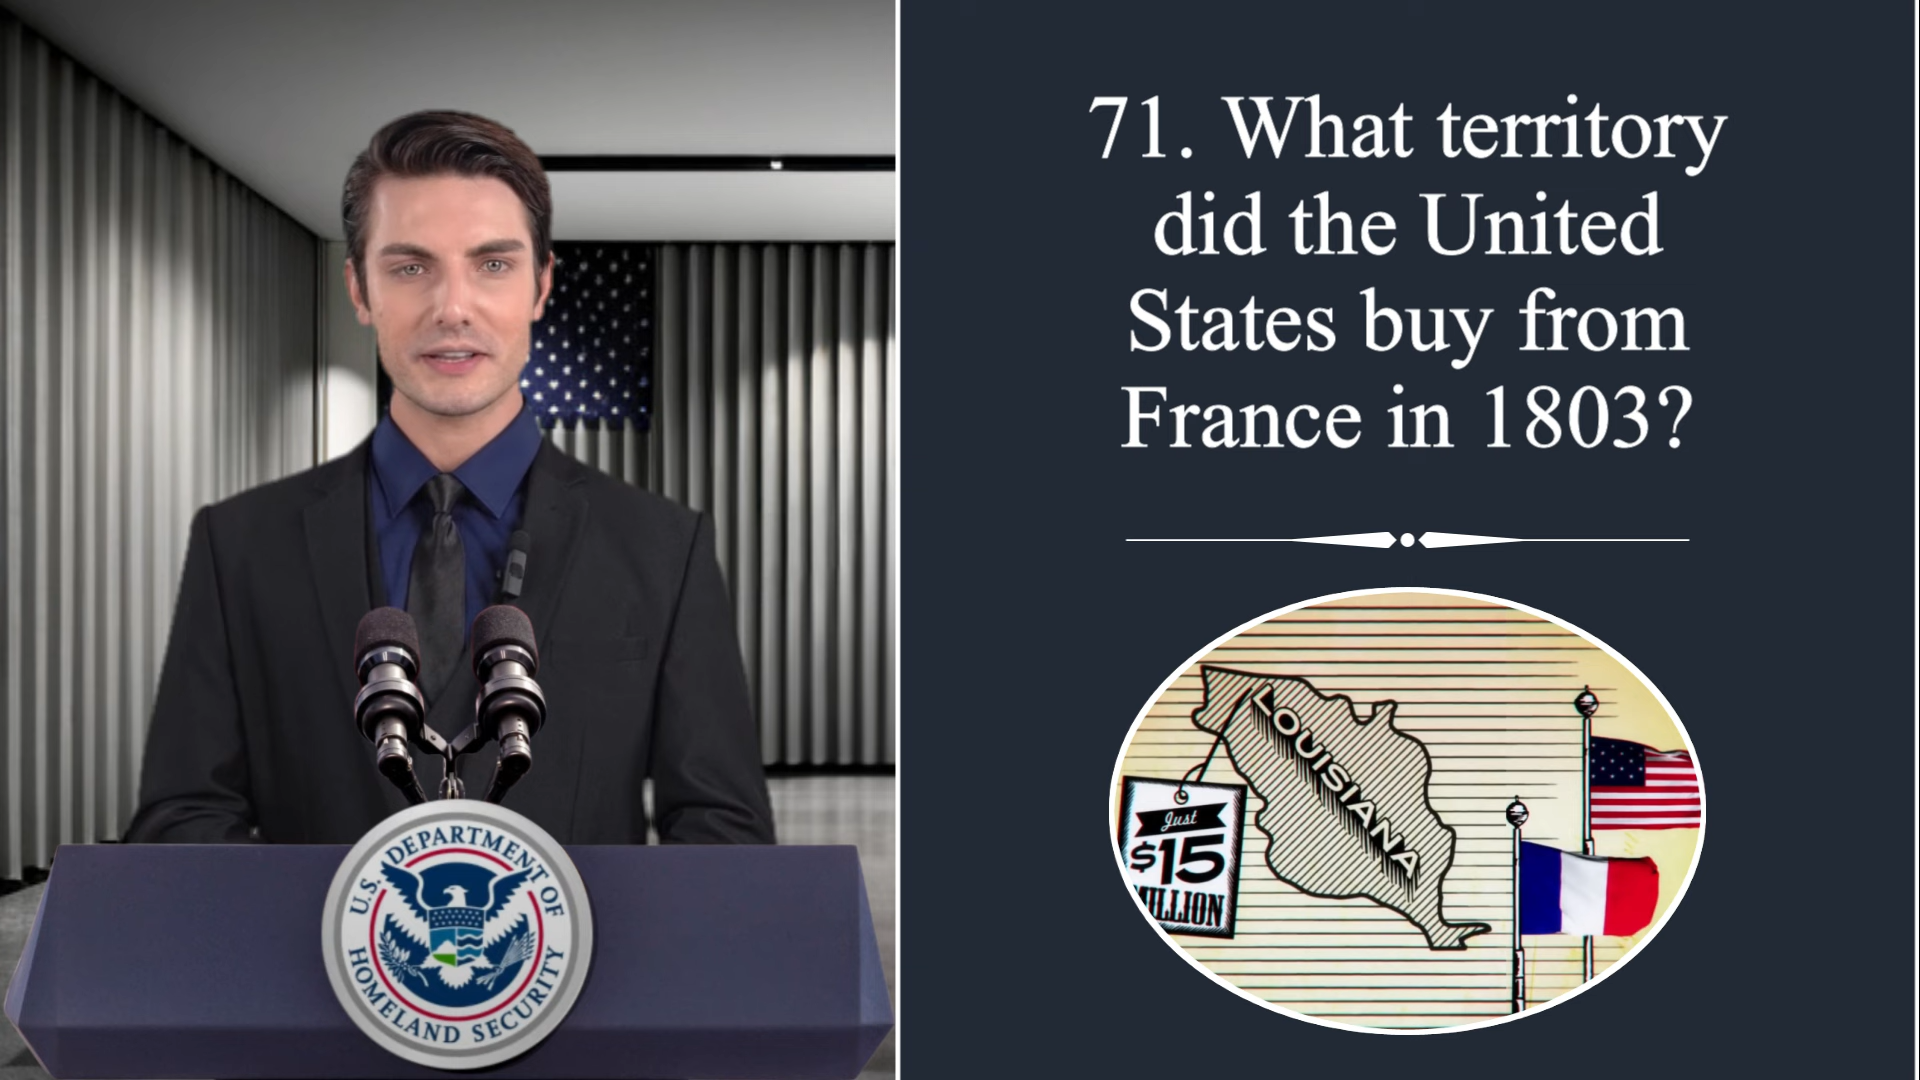 71. What territory
did the United
States buy from
France in 1803?
LOUISIANA
Just
$15
MILLION
U.S. DEPARTMENT OF
HOMELAND SECURITY